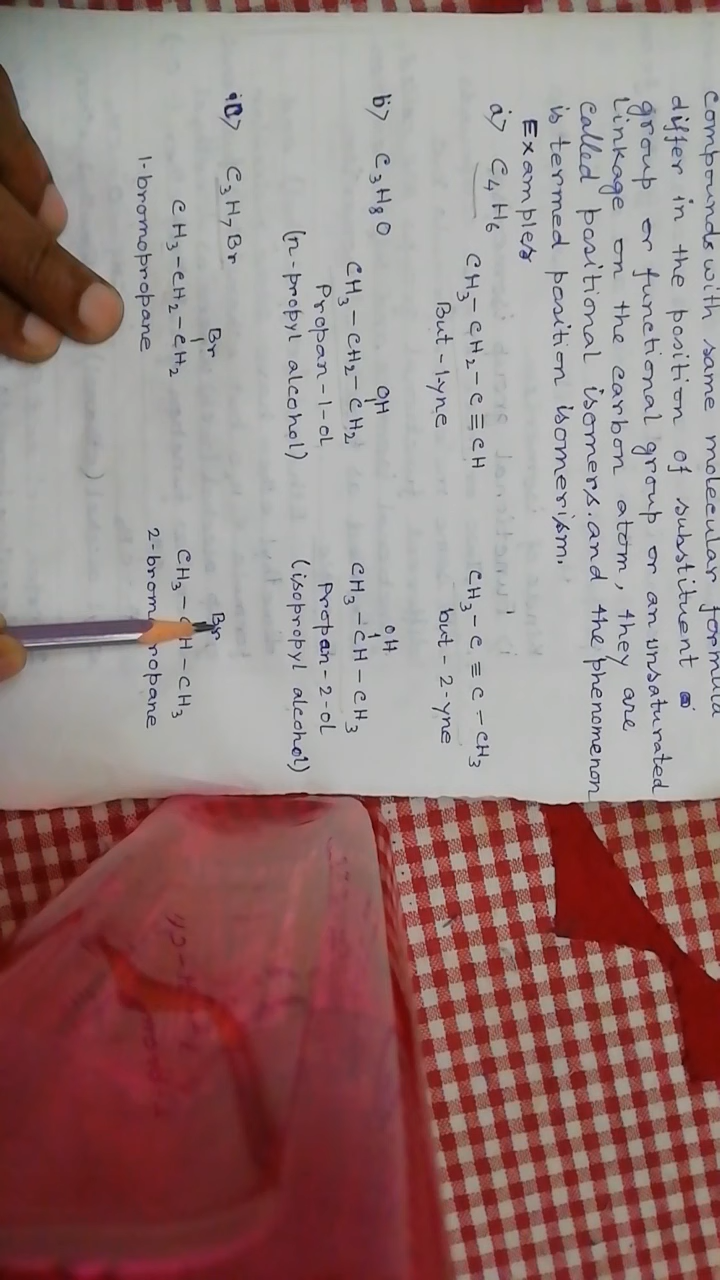 compounds with same molecular formula
differ in the position of substituent
group or functional group or an unsaturated
linkage on the carbon atom, they are
called positional isomers. and the phenomenon
is termed position isomerism.
Examples
a> C4H6
CH3-CH2-C≡CH CH3-C≡C-CH3
But-1-yne but-2-yne
b> C3H8O
OH OH
CH3-CH2-CH2 CH3-CH-CH3
Propan-1-ol Propan-2-ol
(n-propyl alcohol) (isopropyl alcohol)
C> C3H7Br
Br Br
CH3-CH2-CH2 CH3-CH-CH3
1-bromopropane